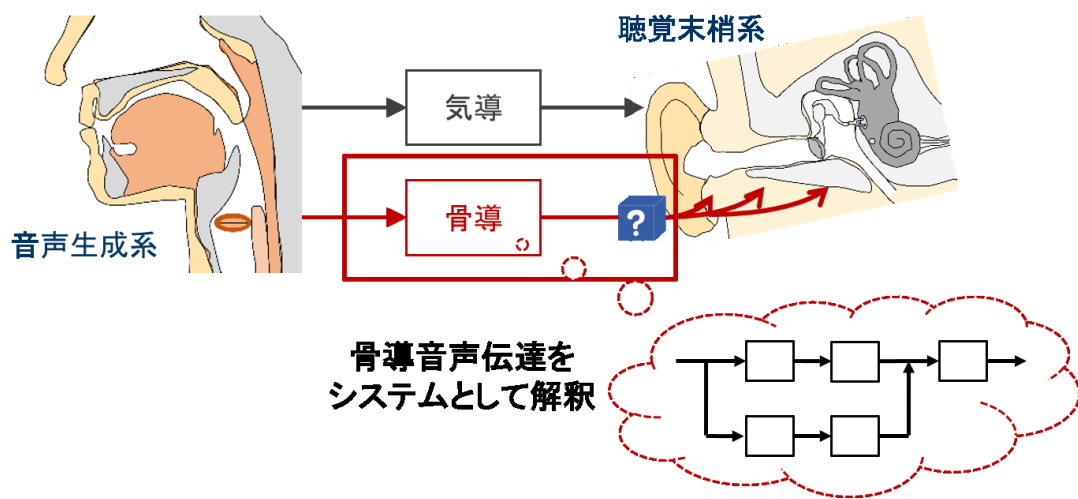 聴覚末梢系
気導
骨導
?
音声生成系
骨導音声伝達を
システムとして解釈